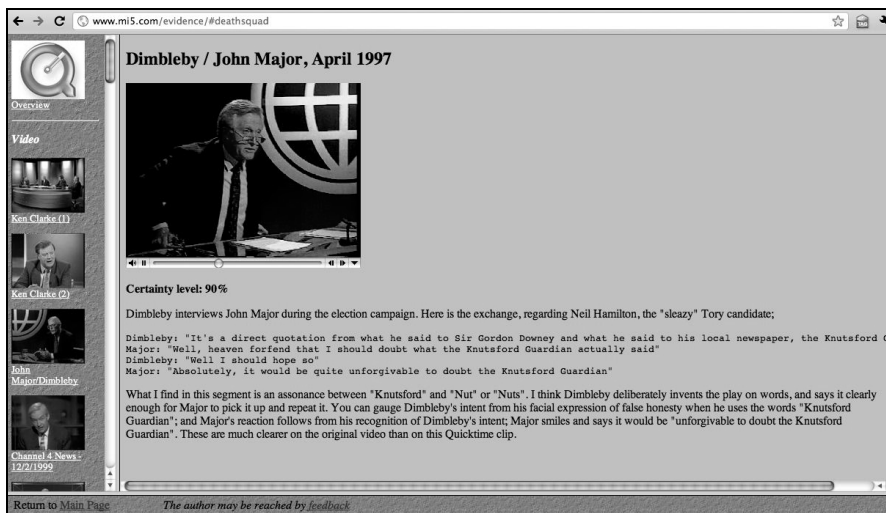 www.mi5.com/evidence/#deathsquad
Overview
Video
Ken Clarke (1)
Ken Clarke (2)
John
Major/Dimbleby
Channel 4 News -
12/2/1999
Dimbleby / John Major, April 1997
Certainty level: 90%
Dimbleby interviews John Major during the election campaign. Here is the exchange, regarding Neil Hamilton, the "sleazy" Tory candidate;
Dimbleby: "It's a direct quotation from what he said to Sir Gordon Downey and what he said to his local newspaper, the Knutsford G
Major: "Well, heaven forfend that I should doubt what the Knutsford Guardian actually said"
Dimbleby: "Well I should hope so"
Major: "Absolutely, it would be quite unforgivable to doubt the Knutsford Guardian"
What I find in this segment is an assonance between "Knutsford" and "Nut" or "Nuts". I think Dimbleby deliberately invents the play on words, and says it clearly
enough for Major to pick it up and repeat it. You can gauge Dimbleby's intent from his facial expression of false honesty when he uses the words "Knutsford
Guardian"; and Major's reaction follows from his recognition of Dimbleby's intent; Major smiles and says it would be "unforgivable to doubt the Knutsford
Guardian". These are much clearer on the original video than on this Quicktime clip.
Return to Main Page
The author may be reached by feedback